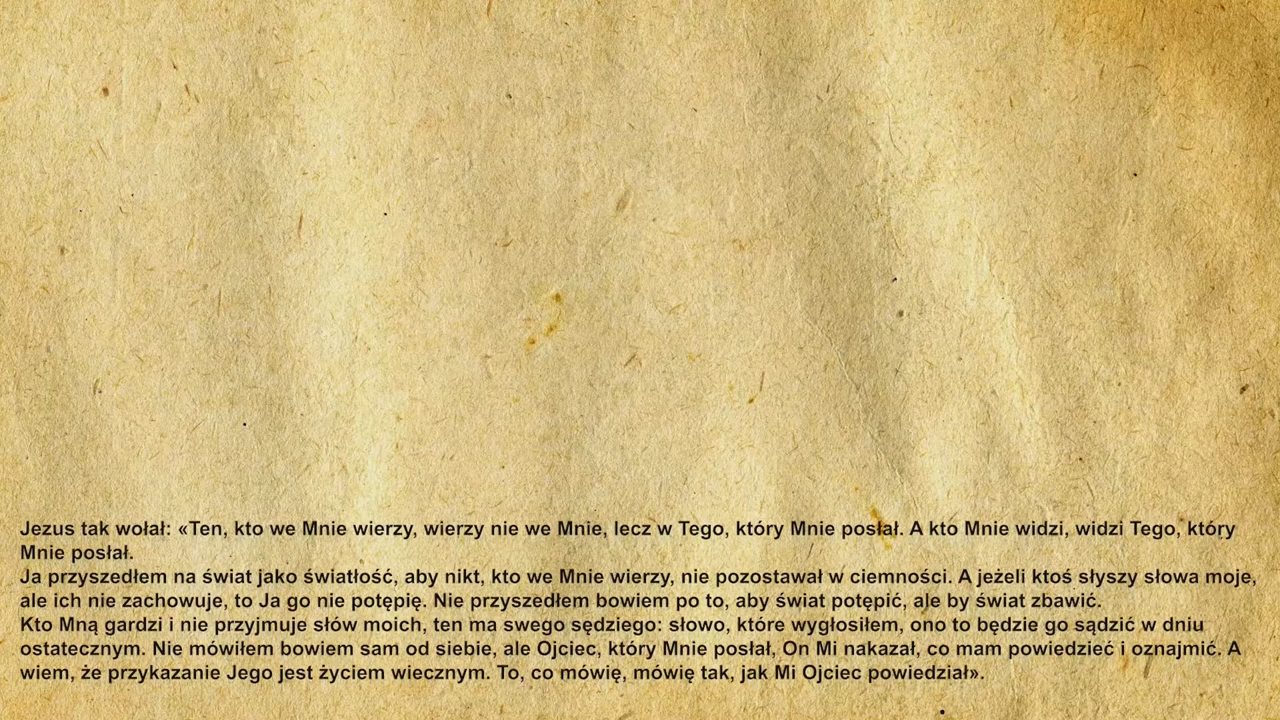 Jezus tak wołał: «Ten, kto we Mnie wierzy, wierzy nie we Mnie, lecz w Tego, który Mnie posłał. A kto Mnie widzi, widzi Tego, który
Mnie posłał.
Ja przyszedłem na świat jako światłość, aby nikt, kto we Mnie wierzy, nie pozostawał w ciemności. A jeżeli ktoś słyszy słowa moje,
ale ich nie zachowuje, to Ja go nie potępię. Nie przyszedłem bowiem po to, aby świat potępić, ale by świat zbawić.
Kto Mną gardzi i nie przyjmuje słów moich, ten ma swego sędziego: słowo, które wygłosiłem, ono to będzie go sądzić w dniu
ostatecznym. Nie mówiłem bowiem sam od siebie, ale Ojciec, który Mnie posłał, On Mi nakazał, co mam powiedzieć i oznajmić. A
wiem, że przykazanie Jego jest życiem wiecznym. To, co mówię, mówię tak, jak Mi Ojciec powiedział».